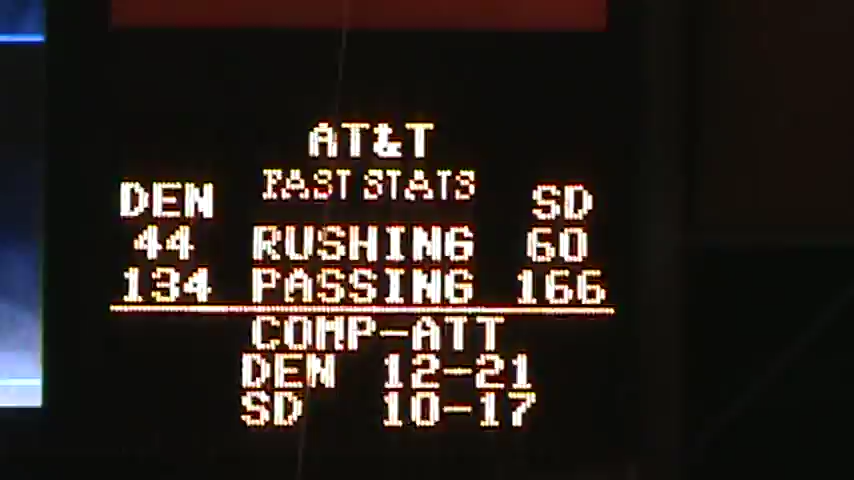 AT&T
FAST STATS
DEN SD
44 RUSHING 60
134 PASSING 166
COMP-ATT
DEN 12-21
SD 10-17